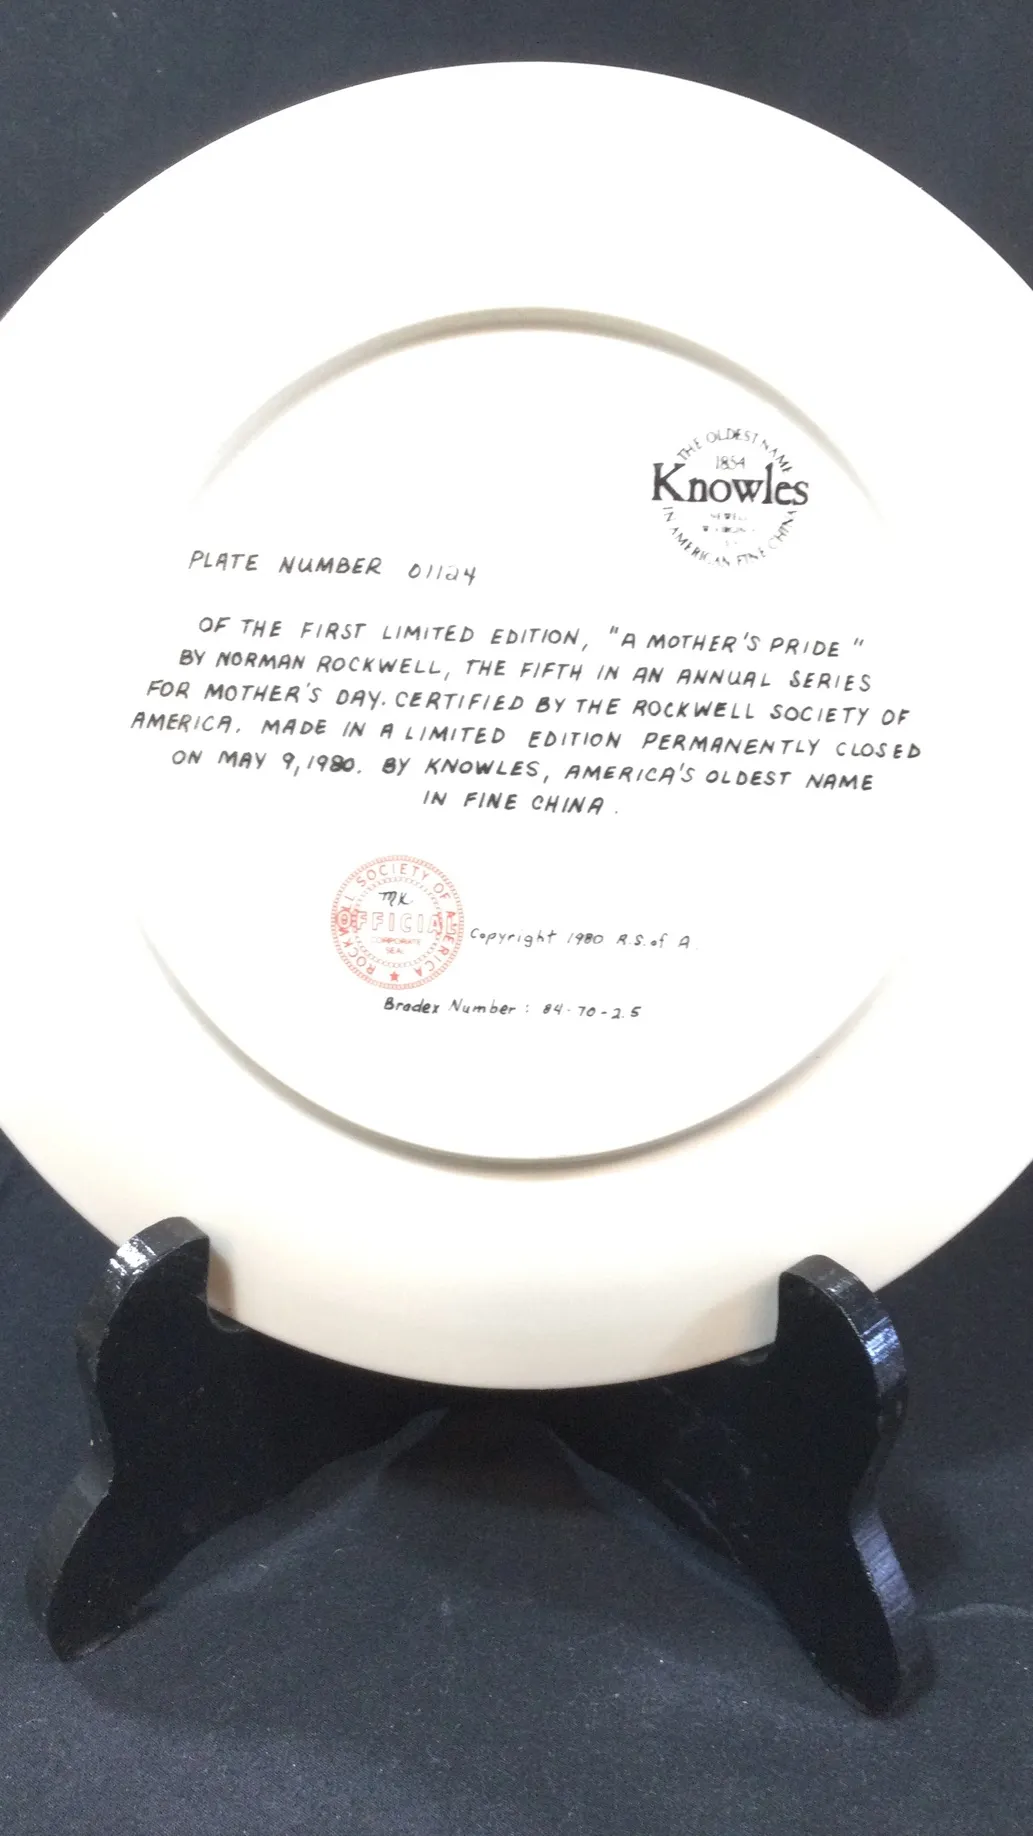 THE OLDEST NAME
1854
Knowles
IN AMERICAN FINE CHINA
PLATE NUMBER 01124
OF THE FIRST LIMITED EDITION, "A MOTHER'S PRIDE"
BY NORMAN ROCKWELL, THE FIFTH IN AN ANNUAL SERIES
FOR MOTHER'S DAY. CERTIFIED BY THE ROCKWELL SOCIETY OF
AMERICA. MADE IN A LIMITED EDITION PERMANENTLY CLOSED
ON MAY 9, 1980. BY KNOWLES, AMERICA'S OLDEST NAME
IN FINE CHINA.
ROCKWELL SOCIETY OF AMERICA
MK
OFFICIAL
CORPORATE
SEAL
Copyright 1980 R.S. of A.
Bradex Number: 84-70-2.5